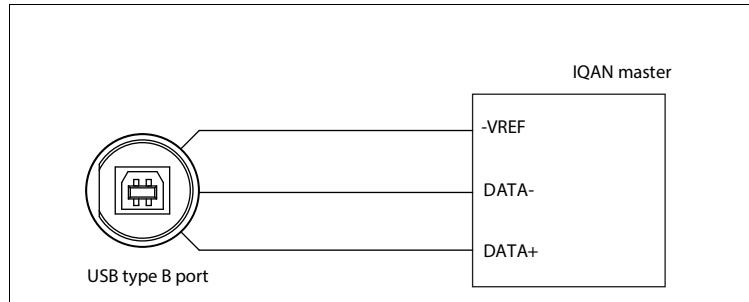 IQAN master
-VREF
DATA-
DATA+
USB type B port